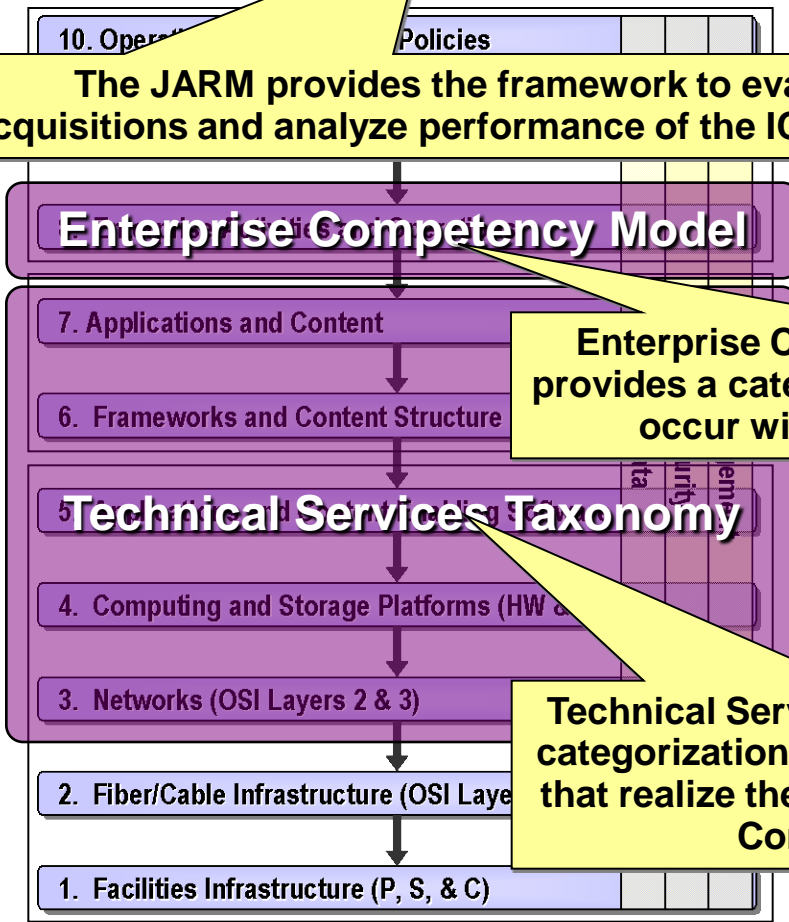 10. Oper Policies
The JARM provides the framework to eva
cquisitions and analyze performance of the IC
Enterprise Competency Model
7. Applications and Content
Enterprise C
provides a cate
occur wi
6. Frameworks and Content Structure
Technical Services Taxonomy
4. Computing and Storage Platforms (HW &
3. Networks (OSI Layers 2 & 3)
Technical Serv
categorization
that realize the
Co
2. Fiber/Cable Infrastructure (OSI Laye
1. Facilities Infrastructure (P, S, & C)